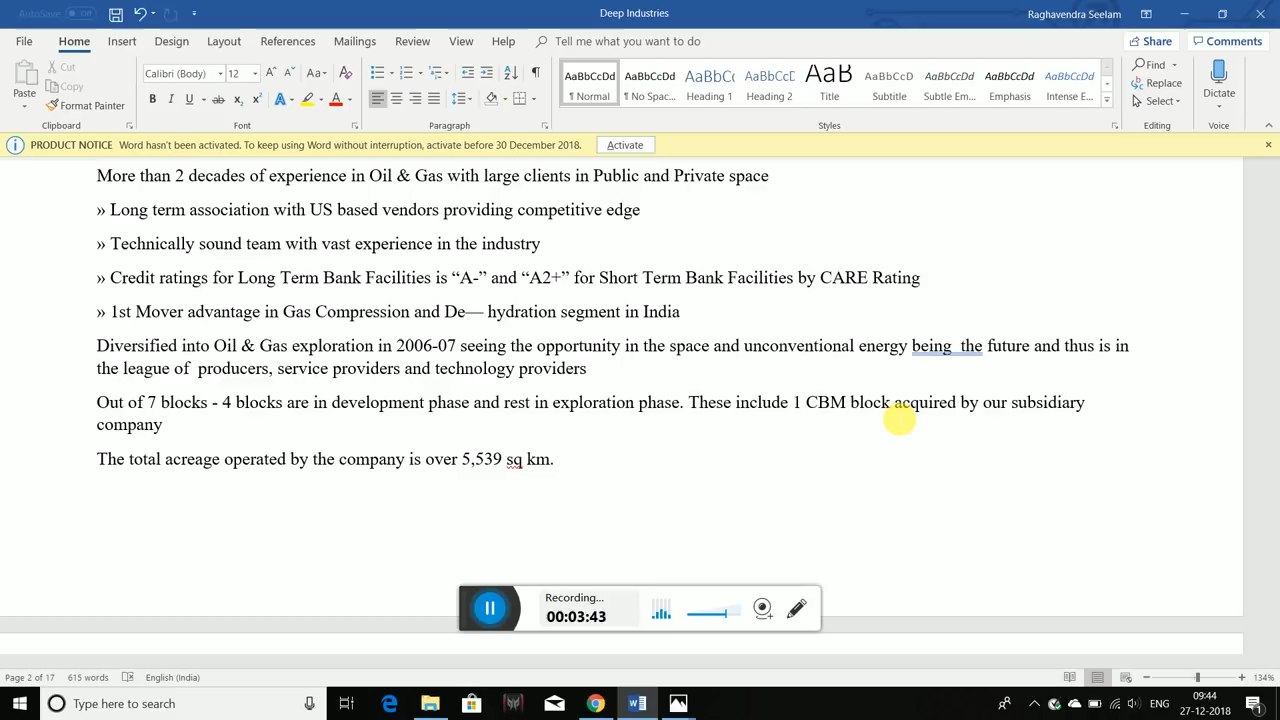 AutoSave Off
Deep Industries
Raghavendra Seelam
File Home Insert Design Layout References Mailings Review View Help Tell me what you want to do
Share Comments
Paste
Cut
Copy
Format Painter
Calibri (Body) 12
AaBbCcDd AaBbCcDd AaBbCc AaBbCcD AaB AaBbCcD AaBbCcDd AaBbCcDd AaBbCcDd
¶ Normal ¶ No Spac... Heading 1 Heading 2 Title Subtitle Subtle Em... Emphasis Intense E...
Find
Replace
Select
Dictate
Clipboard Font Paragraph Styles Editing Voice
PRODUCT NOTICE Word hasn't been activated. To keep using Word without interruption, activate before 30 December 2018. Activate
More than 2 decades of experience in Oil & Gas with large clients in Public and Private space
» Long term association with US based vendors providing competitive edge
» Technically sound team with vast experience in the industry
» Credit ratings for Long Term Bank Facilities is “A-” and “A2+” for Short Term Bank Facilities by CARE Rating
» 1st Mover advantage in Gas Compression and De— hydration segment in India
Diversified into Oil & Gas exploration in 2006-07 seeing the opportunity in the space and unconventional energy being the future and thus is in
the league of producers, service providers and technology providers
Out of 7 blocks - 4 blocks are in development phase and rest in exploration phase. These include 1 CBM block acquired by our subsidiary
company
The total acreage operated by the company is over 5,539 sq km.
Recording...
00:03:43
Page 2 of 17 615 words English (India) 134%
Type here to search
ENG
09:44
27-12-2018